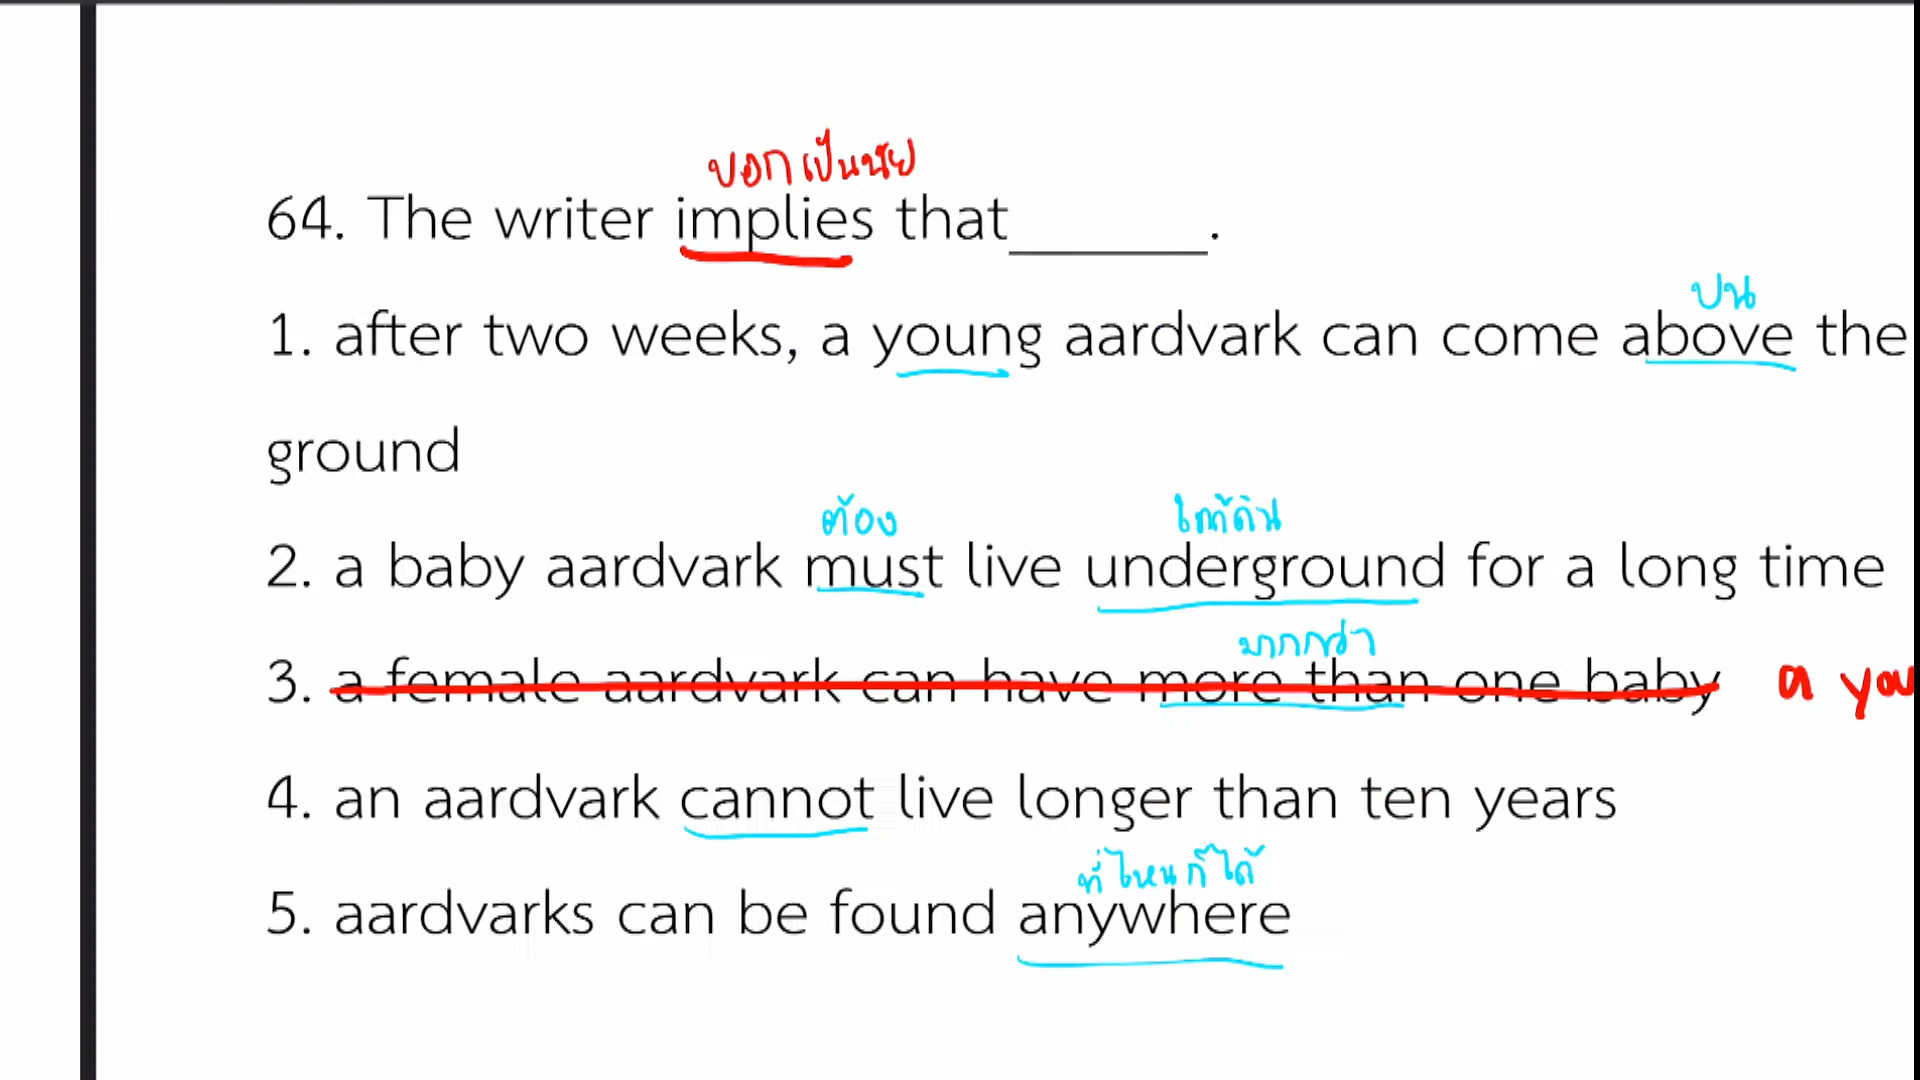 บอกเป็นนัย
64. The writer implies that_______.
บน
1. after two weeks, a young aardvark can come above the
ground
ต้อง ใต้ดิน
2. a baby aardvark must live underground for a long time
มากกว่า
3. a female aardvark can have more than one baby a you
4. an aardvark cannot live longer than ten years
ที่ไหนก็ได้
5. aardvarks can be found anywhere